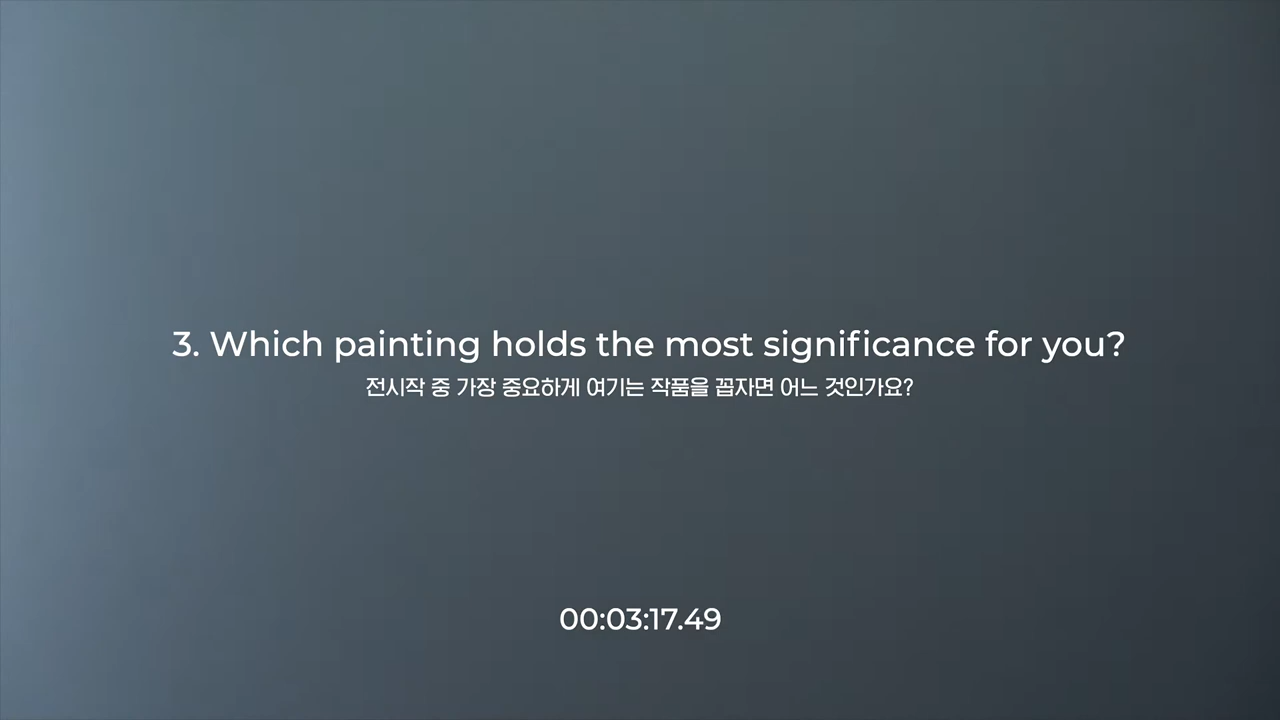 3. Which painting holds the most significance for you?
전시작 중 가장 중요하게 여기는 작품을 꼽자면 어느 것인가요?
00:03:17.49